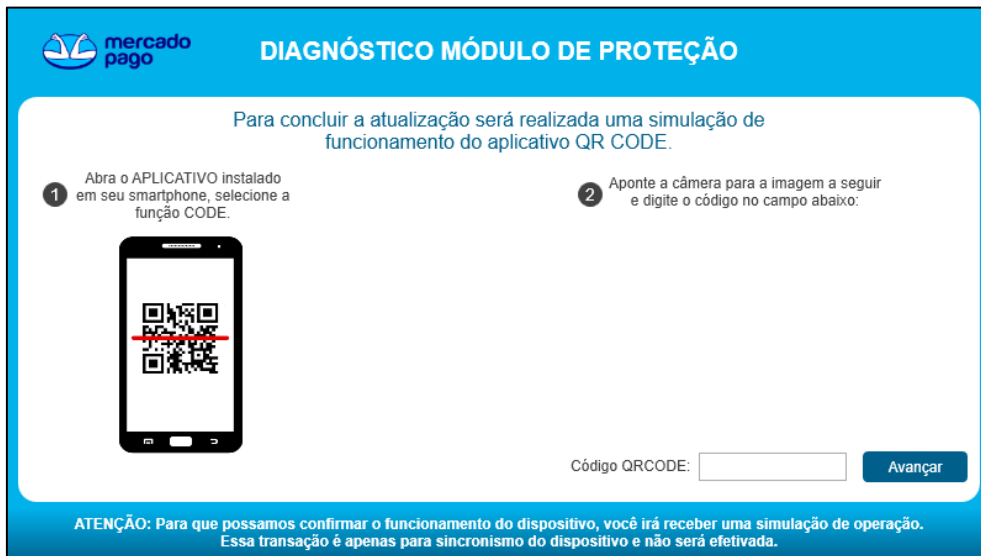 mercado
pago
DIAGNÓSTICO MÓDULO DE PROTEÇÃO
Para concluir a atualização será realizada uma simulação de
funcionamento do aplicativo QR CODE.
1
Abra o APLICATIVO instalado
em seu smartphone, selecione a
função CODE.
2
Aponte a câmera para a imagem a seguir
e digite o código no campo abaixo:
Código QRCODE:
Avançar
ATENÇÃO: Para que possamos confirmar o funcionamento do dispositivo, você irá receber uma simulação de operação.
Essa transação é apenas para sincronismo do dispositivo e não será efetivada.